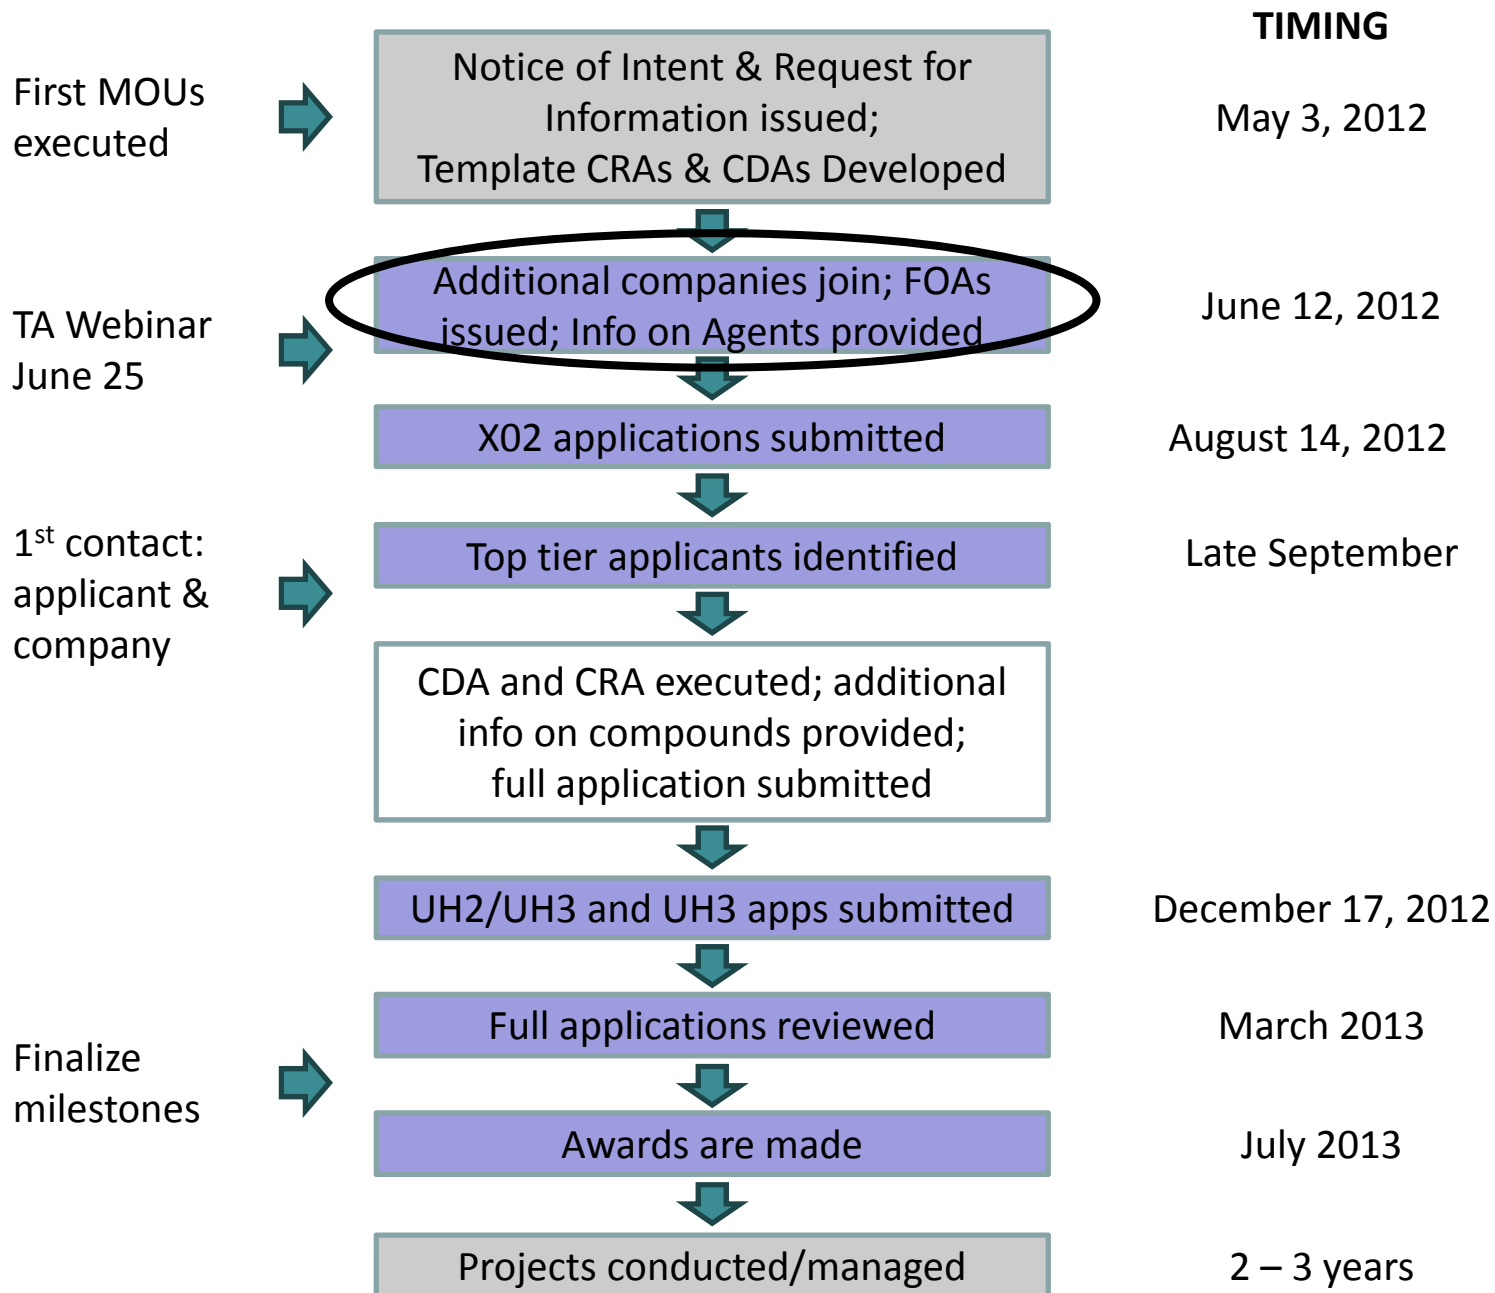 TIMING
First MOUs
executed
Notice of Intent & Request for
Information issued;
Template CRAs & CDAs Developed
May 3, 2012
Additional companies join; FOAs
issued; Info on Agents provided
June 12, 2012
TA Webinar
June 25
X02 applications submitted
August 14, 2012
1st contact:
applicant &
company
Top tier applicants identified
Late September
CDA and CRA executed; additional
info on compounds provided;
full application submitted
UH2/UH3 and UH3 apps submitted
December 17, 2012
Full applications reviewed
March 2013
Finalize
milestones
Awards are made
July 2013
Projects conducted/managed
2 – 3 years